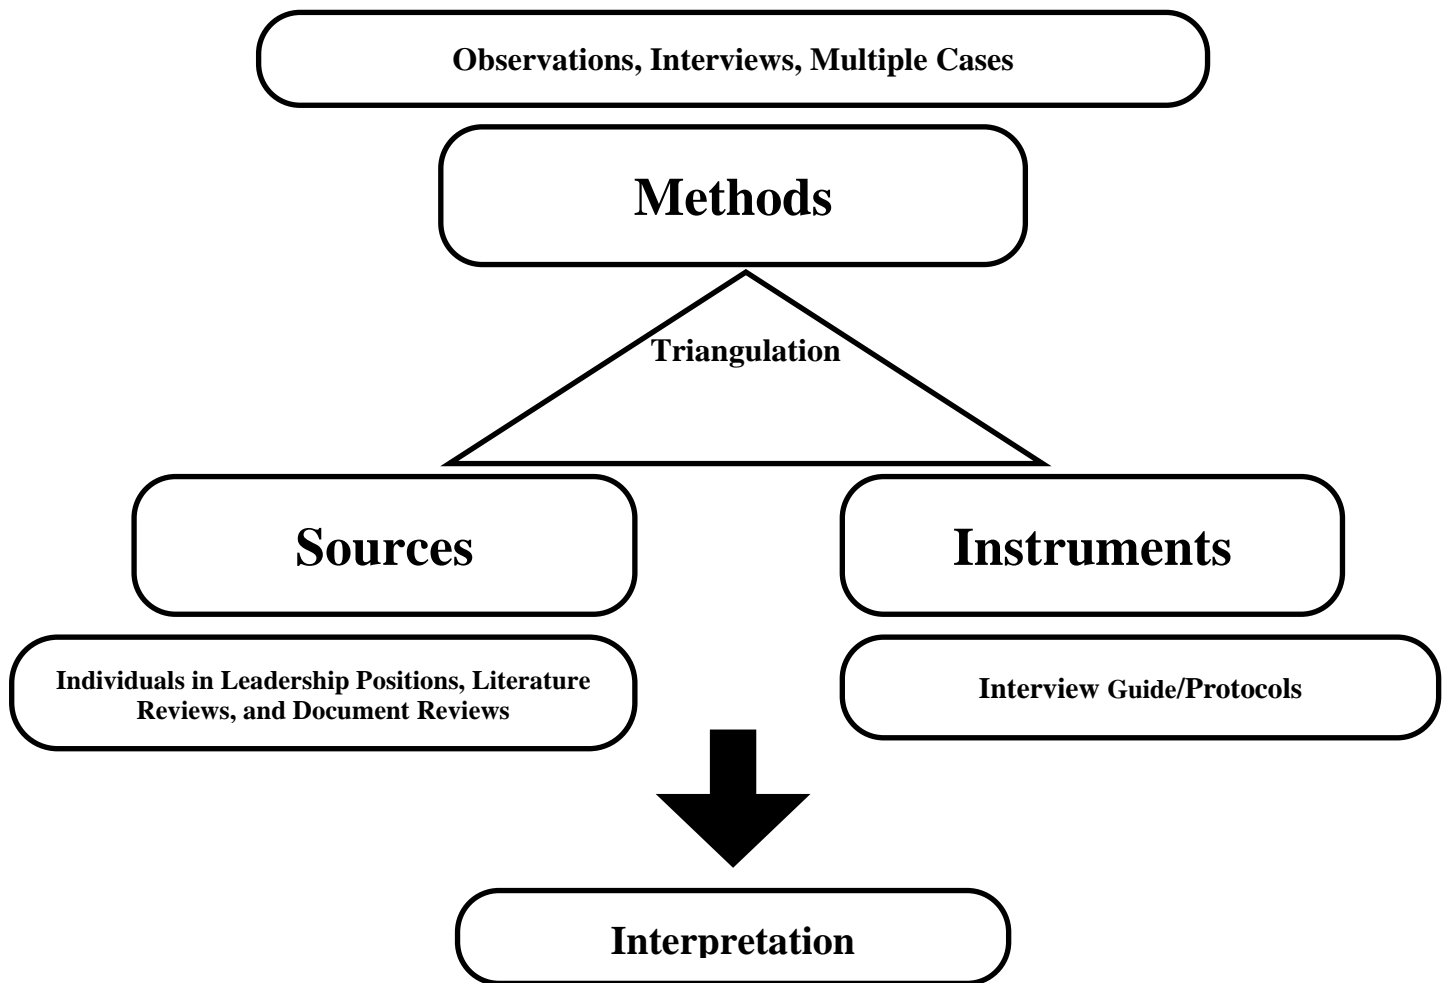 Observations, Interviews, Multiple Cases
Methods
Triangulation
Sources
Instruments
Individuals in Leadership Positions, Literature
Reviews, and Document Reviews
Interview Guide/Protocols
Interpretation